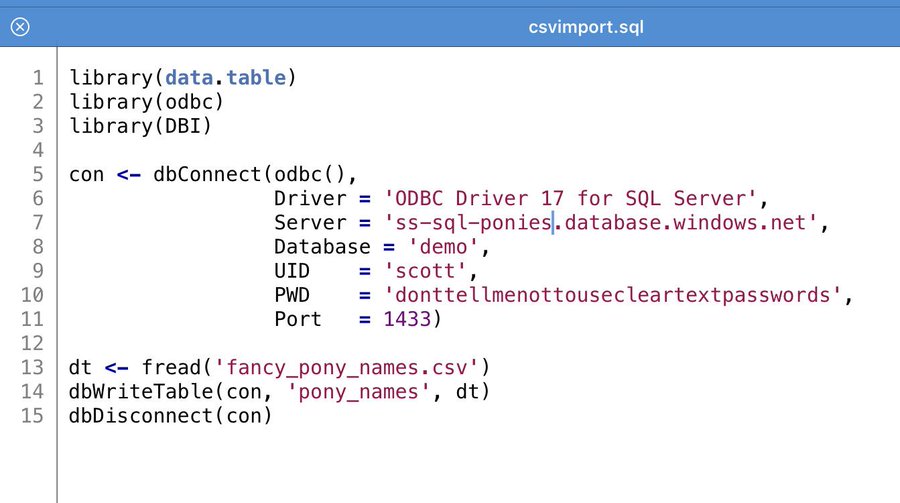 csvimport.sql
1 library(data.table)
2 library(odbc)
3 library(DBI)
4
5 con <- dbConnect(odbc(),
6                  Driver = 'ODBC Driver 17 for SQL Server',
7                  Server = 'ss-sql-ponies.database.windows.net',
8                  Database = 'demo',
9                  UID    = 'scott',
10                  PWD    = 'donttellmenottousecleartextpasswords',
11                  Port   = 1433)
12
13 dt <- fread('fancy_pony_names.csv')
14 dbWriteTable(con, 'pony_names', dt)
15 dbDisconnect(con)